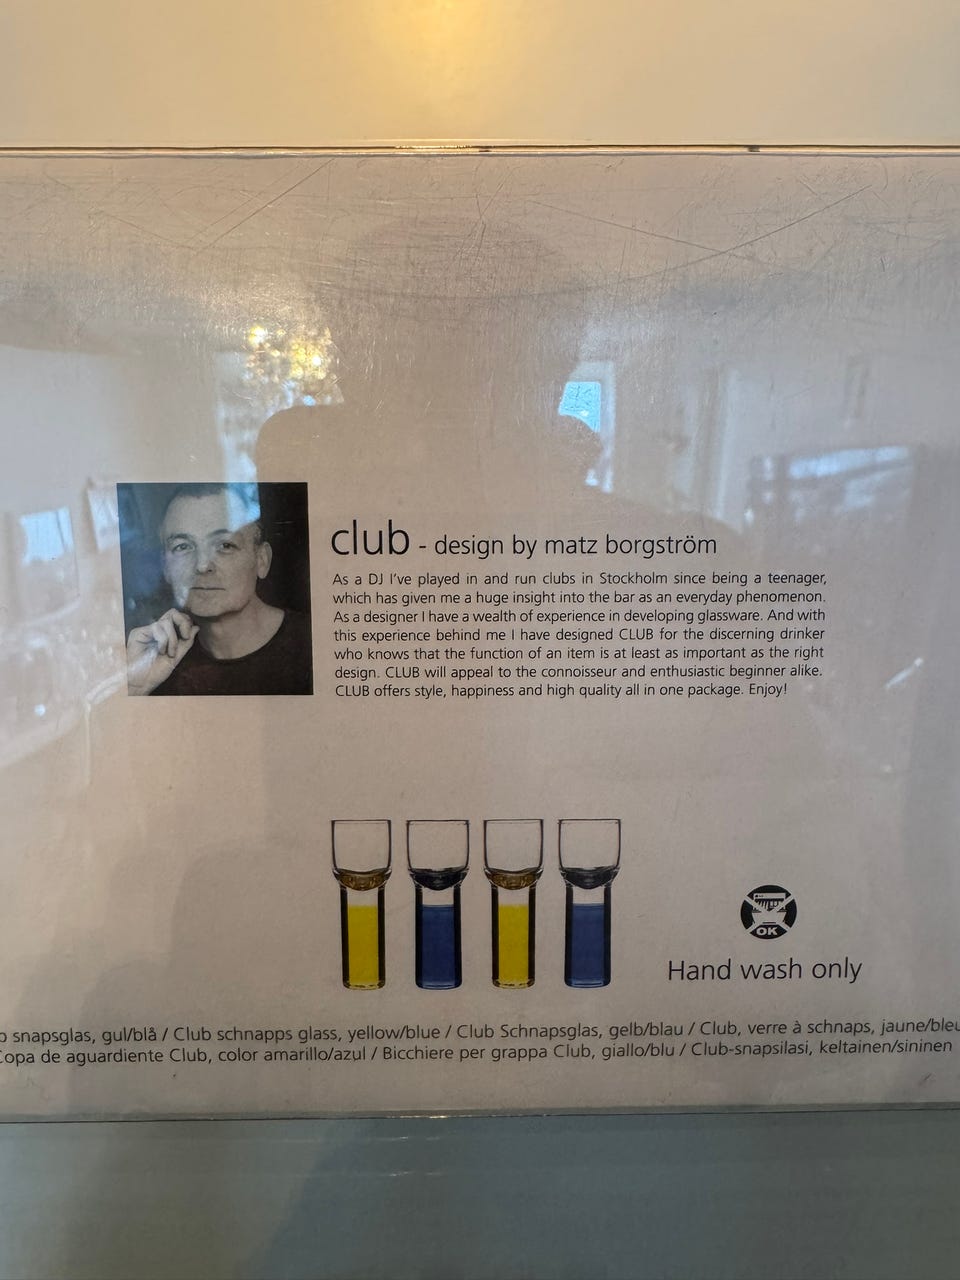 club - design by matz borgström
As a DJ I've played in and run clubs in Stockholm since being a teenager,
which has given me a huge insight into the bar as an everyday phenomenon.
As a designer I have a wealth of experience in developing glassware. And with
this experience behind me I have designed CLUB for the discerning drinker
who knows that the function of an item is at least as important as the right
design. CLUB will appeal to the connoisseur and enthusiastic beginner alike.
CLUB offers style, happiness and high quality all in one package. Enjoy!
OK
Hand wash only
snapsglas, gul/blå / Club schnapps glass, yellow/blue / Club Schnapsglas, gelb/blau / Club, verre à schnaps, jaune/bleu
Copa de aguardiente Club, color amarillo/azul / Bicchiere per grappa Club, giallo/blu / Club-snapsilasi, keltainen/sininen